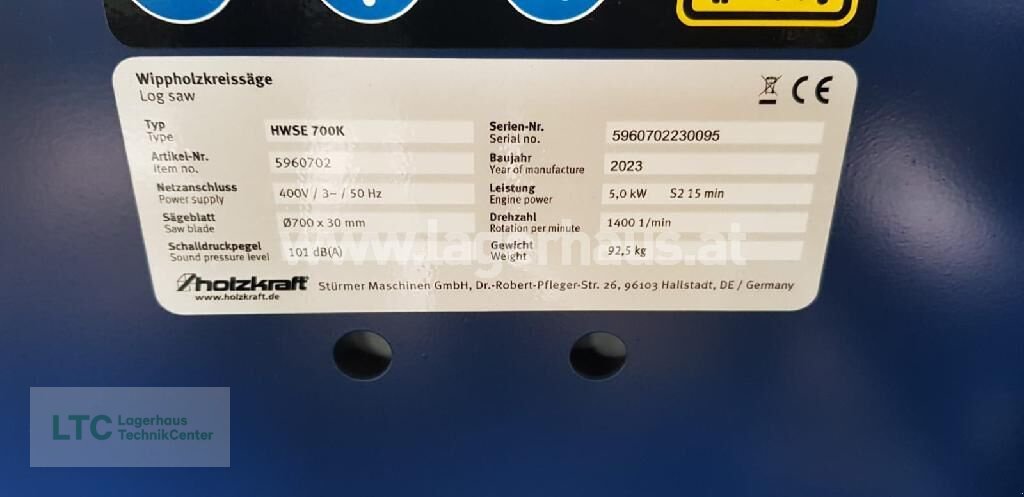 Wippholzkreissäge
Log saw
Typ
Type
HWSE 700K
Artikel-Nr.
Item no.
5960702
Netzanschluss
Power supply
400V / 3~ / 50 Hz
Sägeblatt
Saw blade
Ø700 x 30 mm
Schalldruckpegel
Sound pressure level
101 dB(A)
Serien-Nr.
Serial no.
5960702230095
Baujahr
Year of manufacture
2023
Leistung
Engine power
5,0 kW S2 15 min
Drehzahl
Rotation per minute
1400 1/min
Gewicht
Weight
92,5 kg
CE
www.lagerhaus.at
holzkraft
www.holzkraft.de
Stürmer Maschinen GmbH, Dr.-Robert-Pfleger-Str. 26, 96103 Hallstadt, DE / Germany
LTC Lagerhaus
TechnikCenter